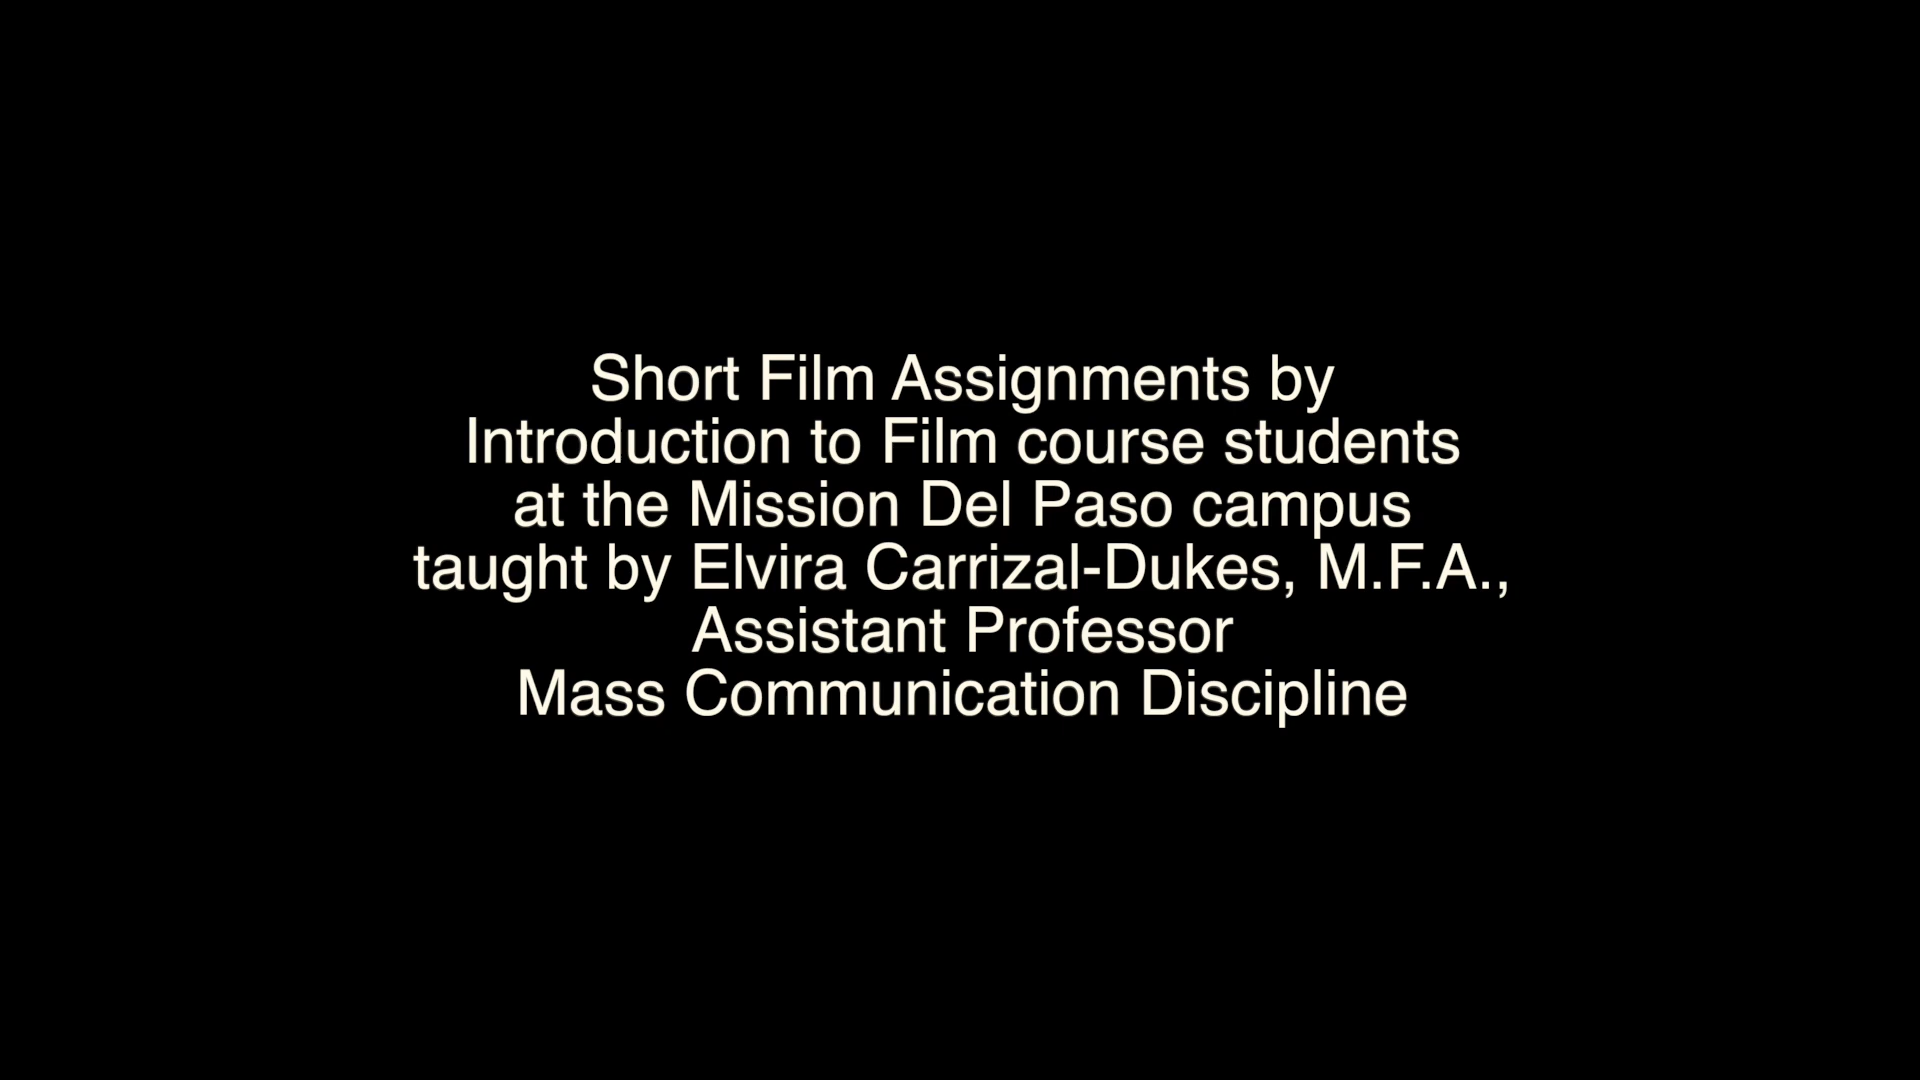 Short Film Assignments by
Introduction to Film course students
at the Mission Del Paso campus
taught by Elvira Carrizal-Dukes, M.F.A.,
Assistant Professor
Mass Communication Discipline